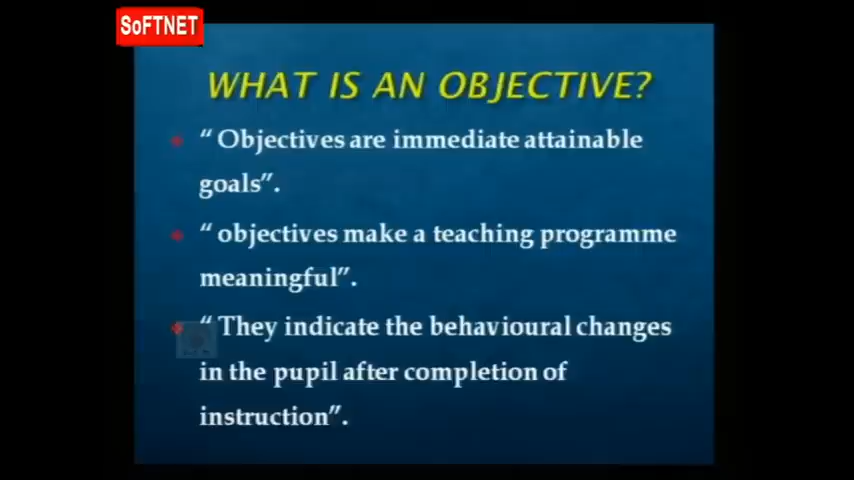 SoFTNET
WHAT IS AN OBJECTIVE?
“ Objectives are immediate attainable
goals”.
“ objectives make a teaching programme
meaningful”.
“ They indicate the behavioural changes
in the pupil after completion of
instruction”.